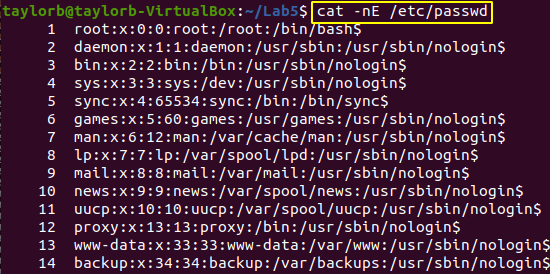 taylorb@taylorb-VirtualBox:~/Lab5$ cat -nE /etc/passwd
1 root:x:0:0:root:/root:/bin/bash$
2 daemon:x:1:1:daemon:/usr/sbin:/usr/sbin/nologin$
3 bin:x:2:2:bin:/bin:/usr/sbin/nologin$
4 sys:x:3:3:sys:/dev:/usr/sbin/nologin$
5 sync:x:4:65534:sync:/bin:/bin/sync$
6 games:x:5:60:games:/usr/games:/usr/sbin/nologin$
7 man:x:6:12:man:/var/cache/man:/usr/sbin/nologin$
8 lp:x:7:7:lp:/var/spool/lpd:/usr/sbin/nologin$
9 mail:x:8:8:mail:/var/mail:/usr/sbin/nologin$
10 news:x:9:9:news:/var/spool/news:/usr/sbin/nologin$
11 uucp:x:10:10:uucp:/var/spool/uucp:/usr/sbin/nologin$
12 proxy:x:13:13:proxy:/bin:/usr/sbin/nologin$
13 www-data:x:33:33:www-data:/var/www:/usr/sbin/nologin$
14 backup:x:34:34:backup:/var/backups:/usr/sbin/nologin$